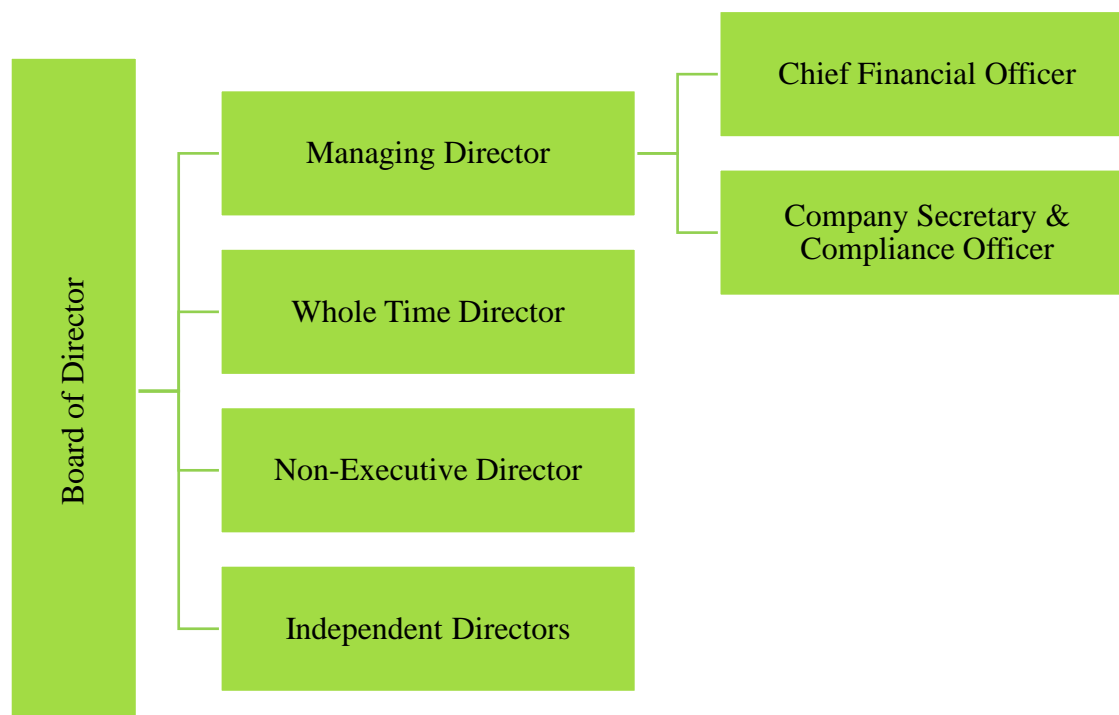 Board of Director
Managing Director
Chief Financial Officer
Company Secretary &
Compliance Officer
Whole Time Director
Non-Executive Director
Independent Directors